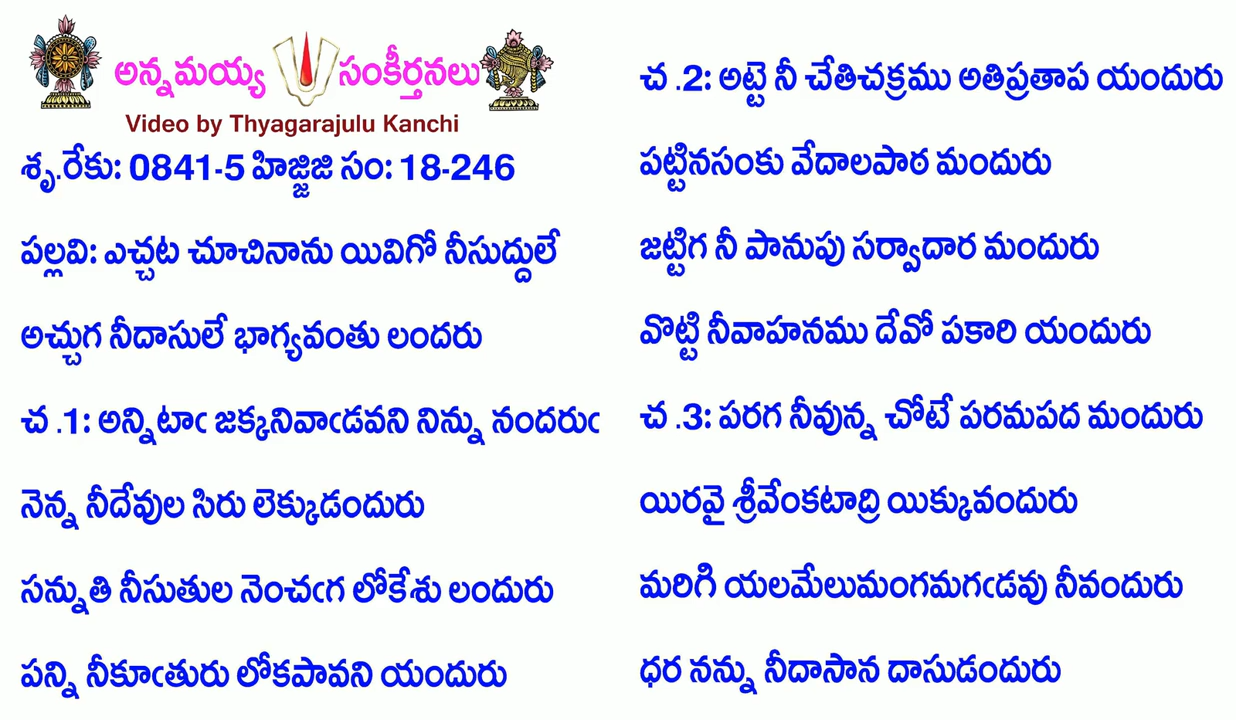 అన్నమయ్య సంకీర్తనలు
Video by Thyagarajulu Kanchi
శృ.రేకు: 0841-5 హిజ్జిజి సం: 18-246
పల్లవి: ఎచ్చట చూచినాను యివిగో నీసుద్దులే
అచ్చుగ నీదాసులే భాగ్యవంతు లందరు
చ .1: అన్నిటాఁ జక్కనివాఁడవని నిన్ను నందరుఁ
నెన్న నీదేవుల సిరు లెక్కుడందురు
సన్నుతి నీసుతుల నెంచఁగ లోకేశు లందురు
పన్ని నీకూఁతురు లోకపావని యందురు
చ .2: అట్టె నీ చేతిచక్రము అతిప్రతాప యందురు
పట్టినసంకు వేదాలపాఠ మందురు
జట్టిగ నీ పానుపు సర్వాదార మందురు
వొట్టి నీవాహనము దేవో పకారి యందురు
చ .3: పరగ నీవున్న చోటే పరమపద మందురు
యిరవై శ్రీవేంకటాద్రి యిక్కువందురు
మరిగి యలమేలుమంగమగఁడవు నీవందురు
ధర నన్ను నీదాసాన దాసుడందురు